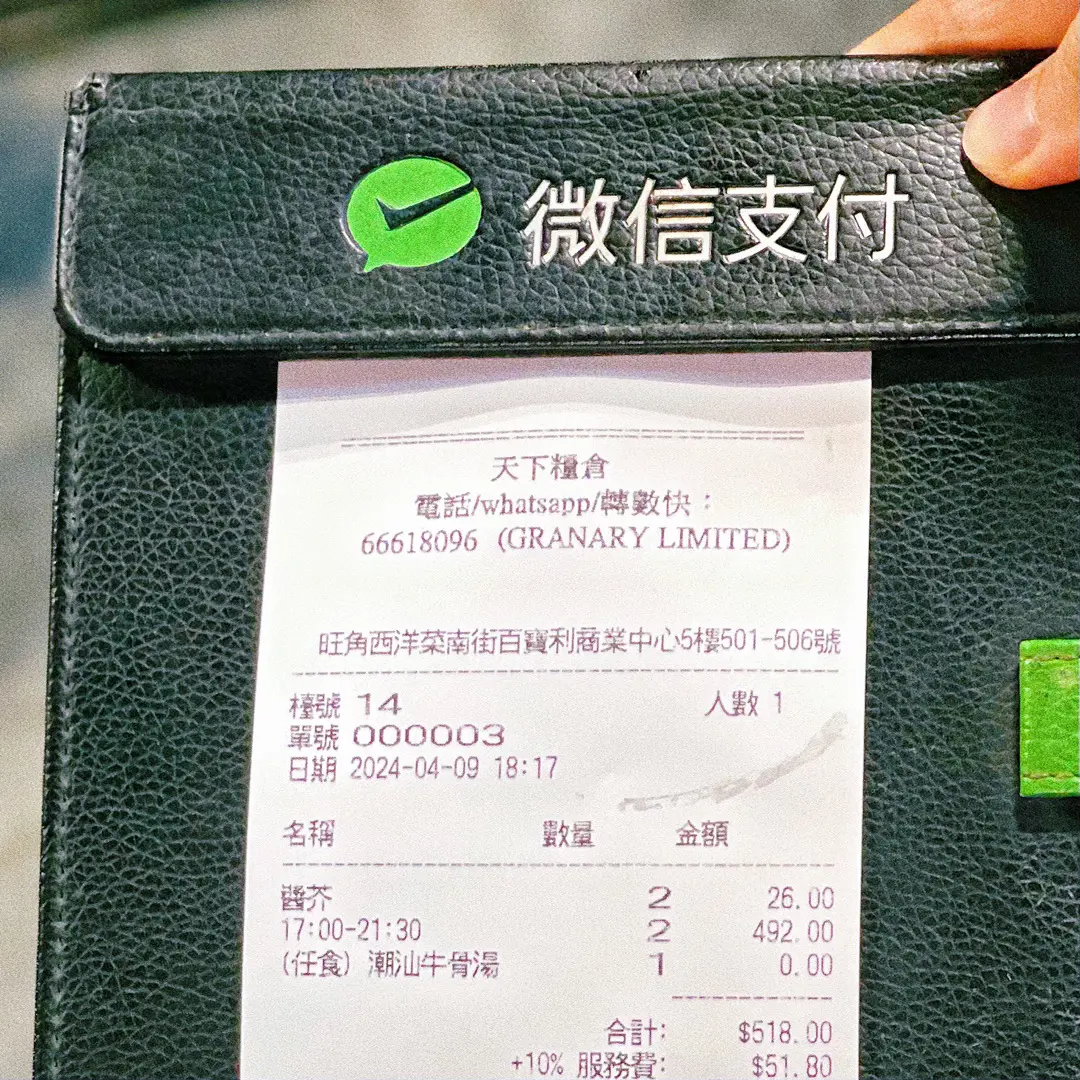 微信支付
天下糧倉
電話/whatsapp/轉數快：
66618096 (GRANARY LIMITED)
旺角西洋菜南街百寶利商業中心5樓501-506號
檯號 14 人數 1
單號 000003
日期 2024-04-09 18:17
名稱 數量 金額
醬芥 2 26.00
17:00-21:30 2 492.00
(任食) 潮汕牛骨湯 1 0.00
合計: $518.00
+10% 服務費: $51.80